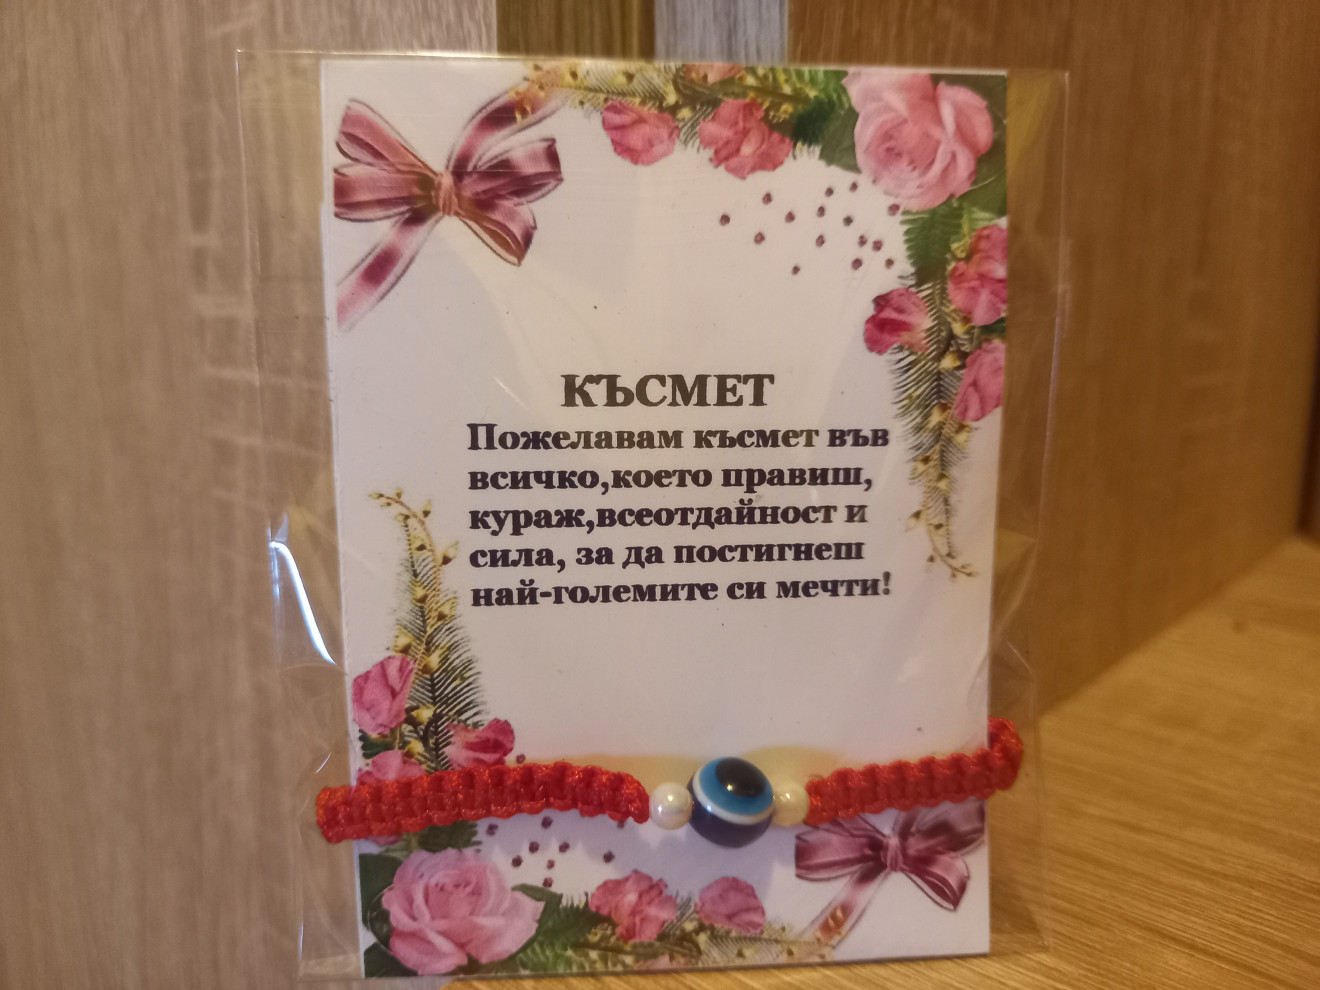 КЪСМЕТ
Пожелавам късмет във
всичко,което правиш,
кураж,всеотдайност и
сила, за да постигнеш
най-големите си мечти!